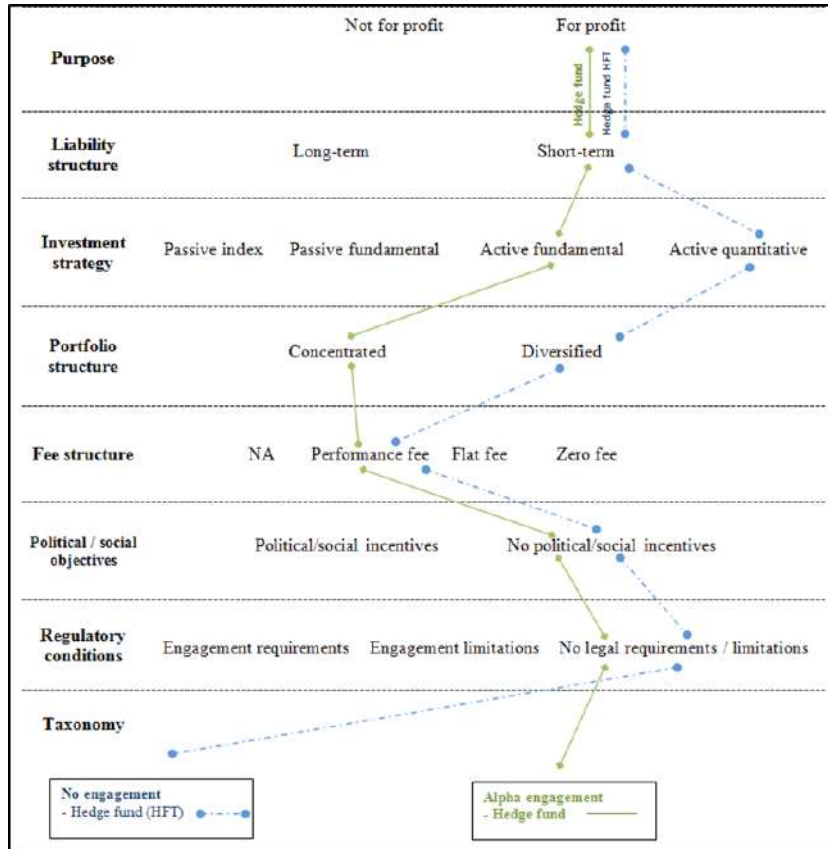 Not for profit For profit
Purpose
Hedge fund
Hedge fund HFT
Liability
structure
Long-term Short-term
Investment
strategy
Passive index Passive fundamental Active fundamental Active quantitative
Portfolio
structure
Concentrated Diversified
Fee structure NA Performance fee Flat fee Zero fee
Political / social
objectives
Political/social incentives No political/social incentives
Regulatory
conditions
Engagement requirements Engagement limitations No legal requirements / limitations
Taxonomy
No engagement
- Hedge fund (HFT)
Alpha engagement
- Hedge fund